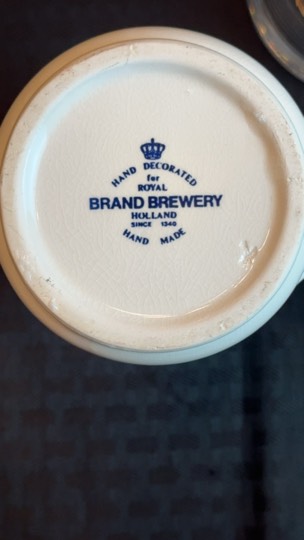 HAND DECORATED
for
ROYAL
BRAND BREWERY
HOLLAND
SINCE 1340
HAND MADE